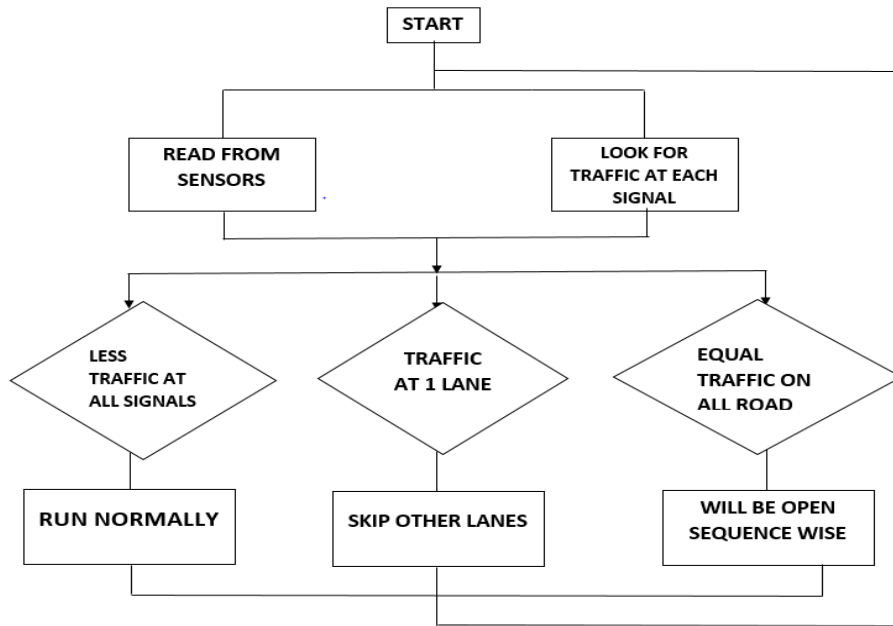 START
READ FROM
SENSORS
LOOK FOR
TRAFFIC AT EACH
SIGNAL
LESS
TRAFFIC AT
ALL SIGNALS
TRAFFIC
AT 1 LANE
EQUAL
TRAFFIC ON
ALL ROAD
RUN NORMALLY
SKIP OTHER LANES
WILL BE OPEN
SEQUENCE WISE